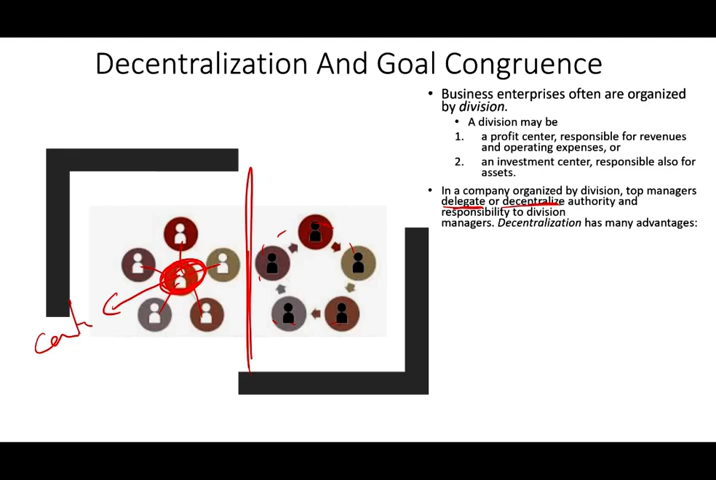 Decentralization And Goal Congruence
• Business enterprises often are organized
by division.
• A division may be
1. a profit center, responsible for revenues
and operating expenses, or
2. an investment center, responsible also for
assets.
• In a company organized by division, top managers
delegate or decentralize authority and
responsibility to division
managers. Decentralization has many advantages: